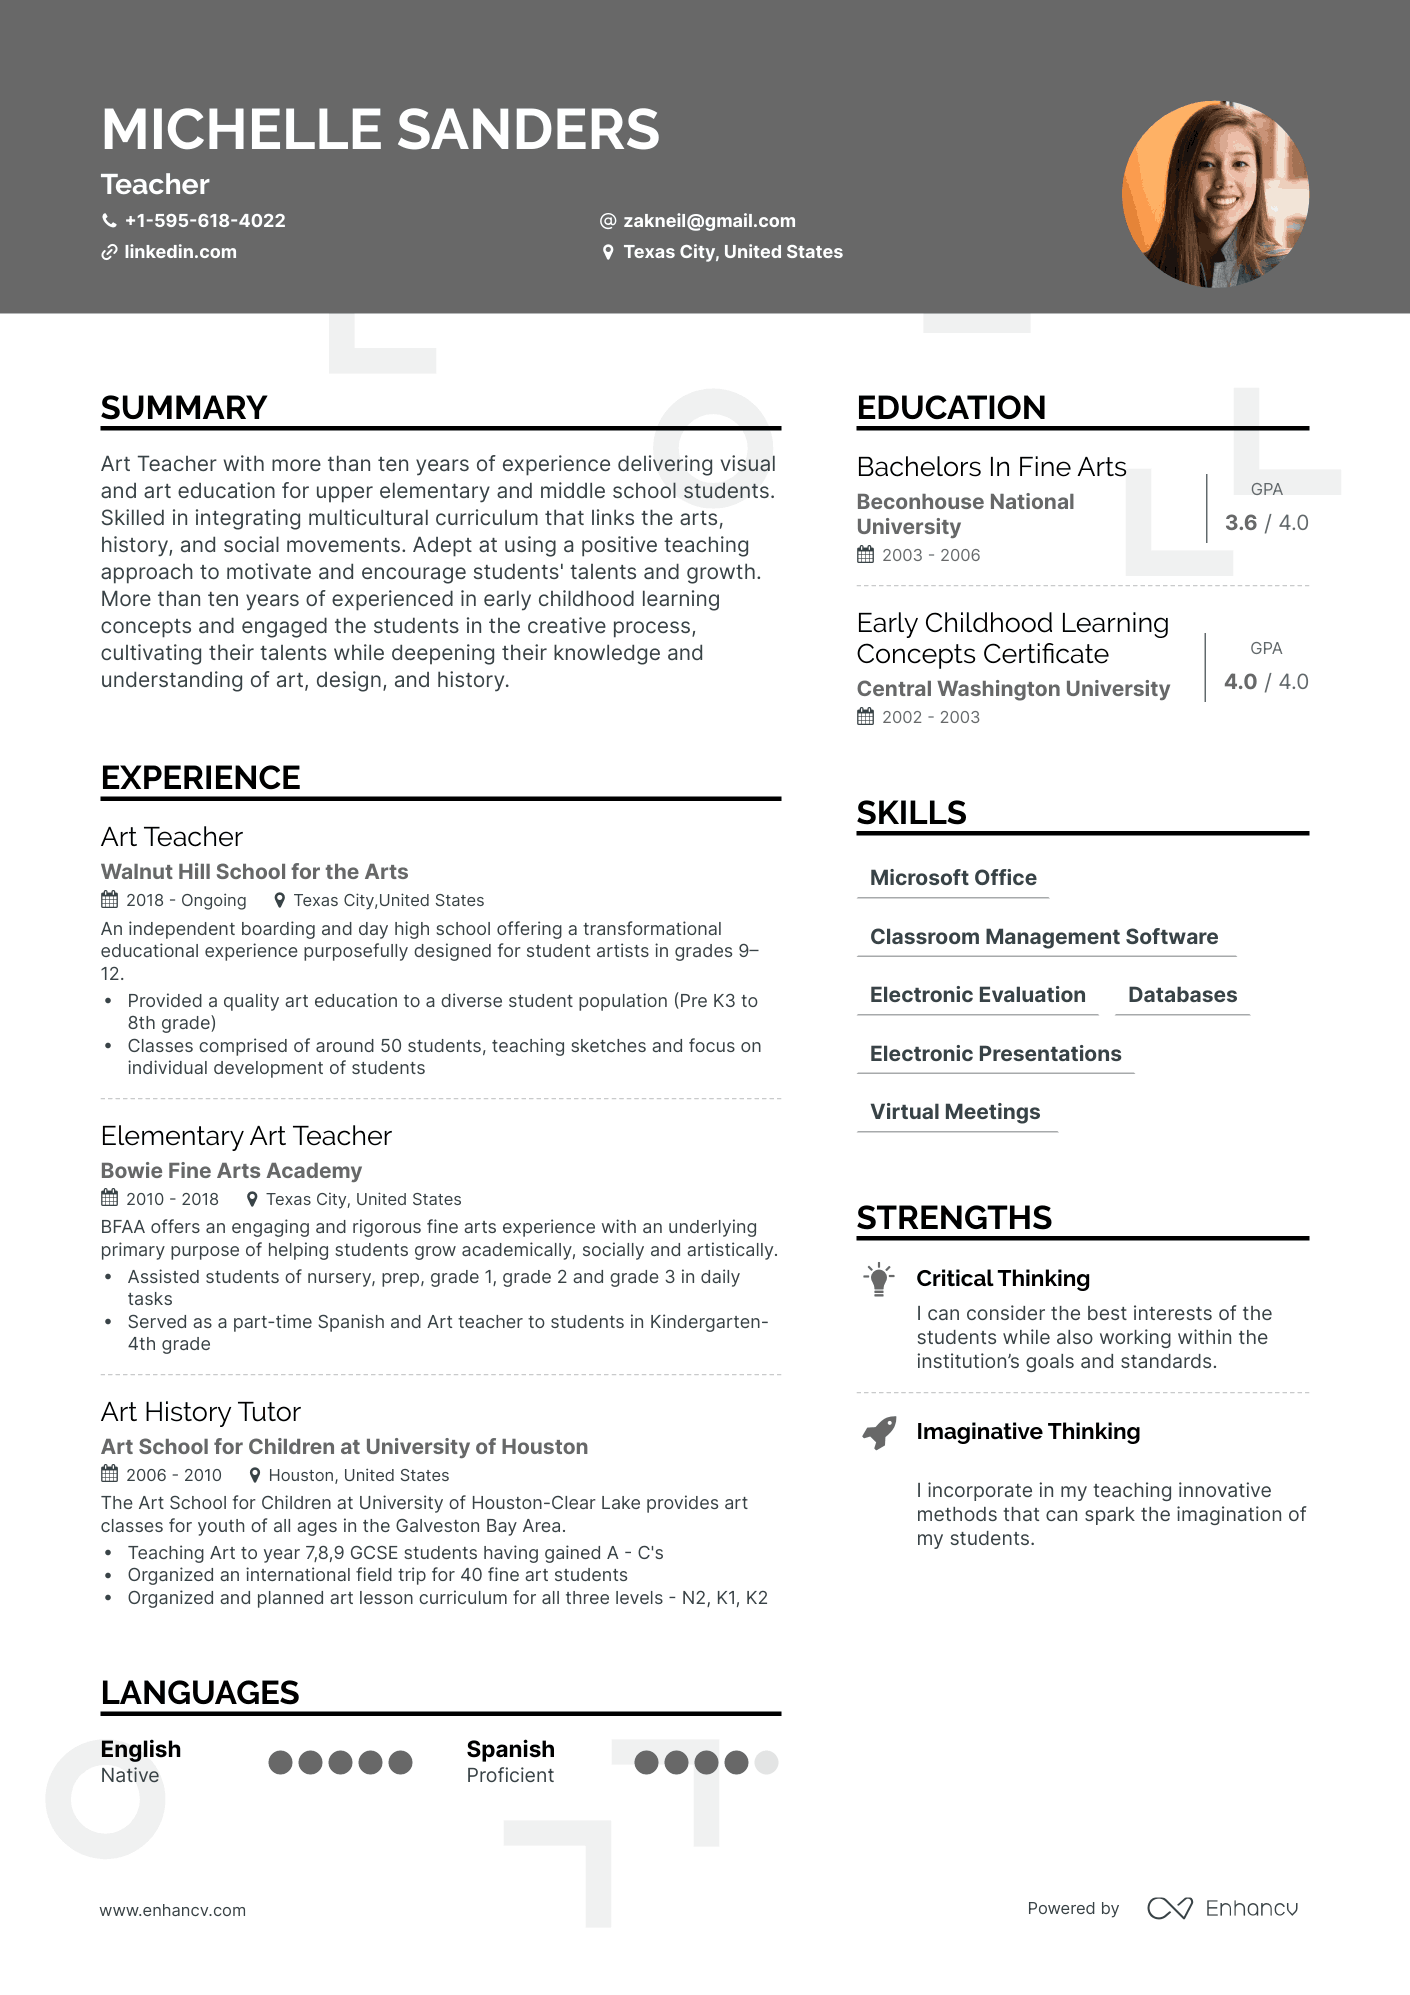 MICHELLE SANDERS
Teacher
+1-595-618-4022
@ zakneil@gmail.com
linkedin.com
Texas City, United States
SUMMARY
Art Teacher with more than ten years of experience delivering visual
and art education for upper elementary and middle school students.
Skilled in integrating multicultural curriculum that links the arts,
history, and social movements. Adept at using a positive teaching
approach to motivate and encourage students' talents and growth.
More than ten years of experienced in early childhood learning
concepts and engaged the students in the creative process,
cultivating their talents while deepening their knowledge and
understanding of art, design, and history.
EXPERIENCE
Art Teacher
Walnut Hill School for the Arts
2018 - Ongoing
Texas City,United States
An independent boarding and day high school offering a transformational
educational experience purposefully designed for student artists in grades 9–
12.
• Provided a quality art education to a diverse student population (Pre K3 to
8th grade)
• Classes comprised of around 50 students, teaching sketches and focus on
individual development of students
Elementary Art Teacher
Bowie Fine Arts Academy
2010 - 2018
Texas City, United States
BFAA offers an engaging and rigorous fine arts experience with an underlying
primary purpose of helping students grow academically, socially and artistically.
• Assisted students of nursery, prep, grade 1, grade 2 and grade 3 in daily
tasks
• Served as a part-time Spanish and Art teacher to students in Kindergarten-
4th grade
Art History Tutor
Art School for Children at University of Houston
2006 - 2010
Houston, United States
The Art School for Children at University of Houston-Clear Lake provides art
classes for youth of all ages in the Galveston Bay Area.
• Teaching Art to year 7,8,9 GCSE students having gained A - C's
• Organized an international field trip for 40 fine art students
• Organized and planned art lesson curriculum for all three levels - N2, K1, K2
LANGUAGES
English
Native
Spanish
Proficient
EDUCATION
Bachelors In Fine Arts
Beconhouse National
University
2003 - 2006
GPA
3.6 / 4.0
Early Childhood Learning
Concepts Certificate
Central Washington University
2002 - 2003
GPA
4.0 / 4.0
SKILLS
Microsoft Office
Classroom Management Software
Electronic Evaluation
Databases
Electronic Presentations
Virtual Meetings
STRENGTHS
Critical Thinking
I can consider the best interests of the
students while also working within the
institution’s goals and standards.
Imaginative Thinking
I incorporate in my teaching innovative
methods that can spark the imagination of
my students.
www.enhancv.com
Powered by
Enhancv